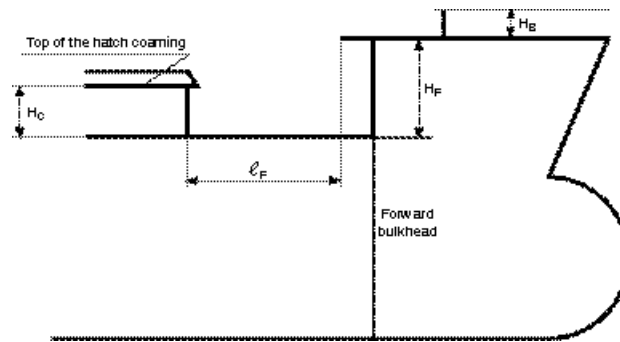 H_B
Top of the hatch coaming
H_F
H_C
ℓ_F
Forward
bulkhead